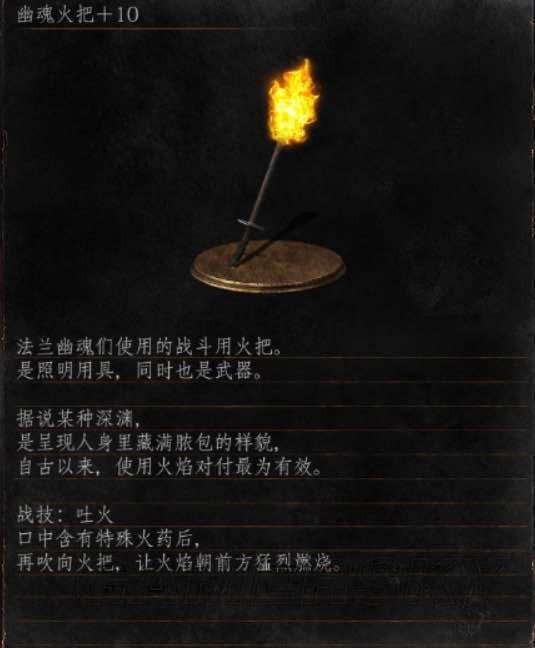 幽魂火把＋10
法兰幽魂们使用的战斗用火把。
是照明用具，同时也是武器。
据说某种深渊，
是呈现人身里藏满脓包的样貌，
自古以来，使用火焰对付最为有效。
战技：吐火
口中含有特殊火药后，
再吹向火把，让火焰朝前方猛烈燃烧。
GAMERSKY